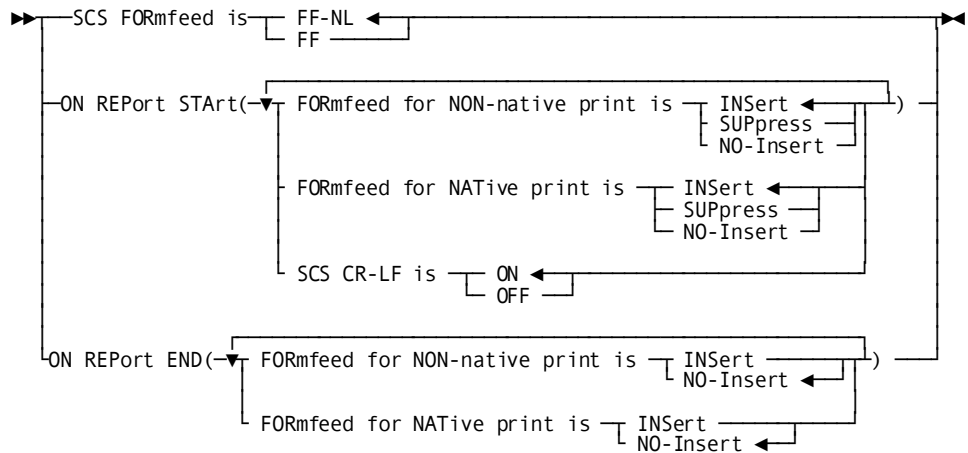 SCS FORmfeed is FF-NL
FF
ON REPort STArt( FORmfeed for NON-native print is INSert )
SUPpress
NO-Insert
FORmfeed for NATive print is INSert
SUPpress
NO-Insert
SCS CR-LF is ON
OFF
ON REPort END( FORmfeed for NON-native print is INSert )
NO-Insert
FORmfeed for NATive print is INSert
NO-Insert